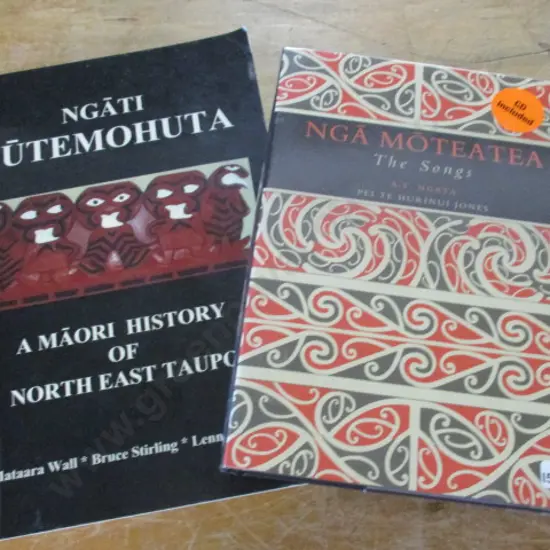 NGĀTI
ŪTEMOHUTA
A MĀORI HISTORY
OF
NORTH EAST TAUPO
ataara Wall * Bruce Stirling * Lenn
CD
included
NGĀ MŌTEATEA
The Songs
A.T. NGATA
PEI TE HURINUI JONES